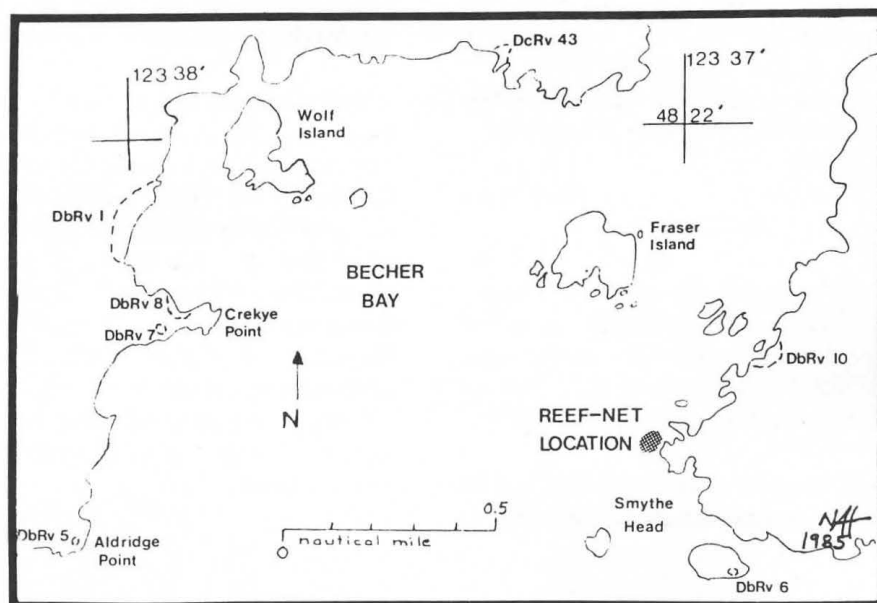 DcRv 43
123 38′
123 37′
Wolf
Island
48 22′
DbRv 1
Fraser
Island
BECHER
BAY
DbRv 8
Crekye
Point
DbRv 7
DbRv 10
N
REEF-NET
LOCATION
0.5
Smythe
Head
DbRv 5
Aldridge
Point
0
nautical mile
1985
DbRv 6